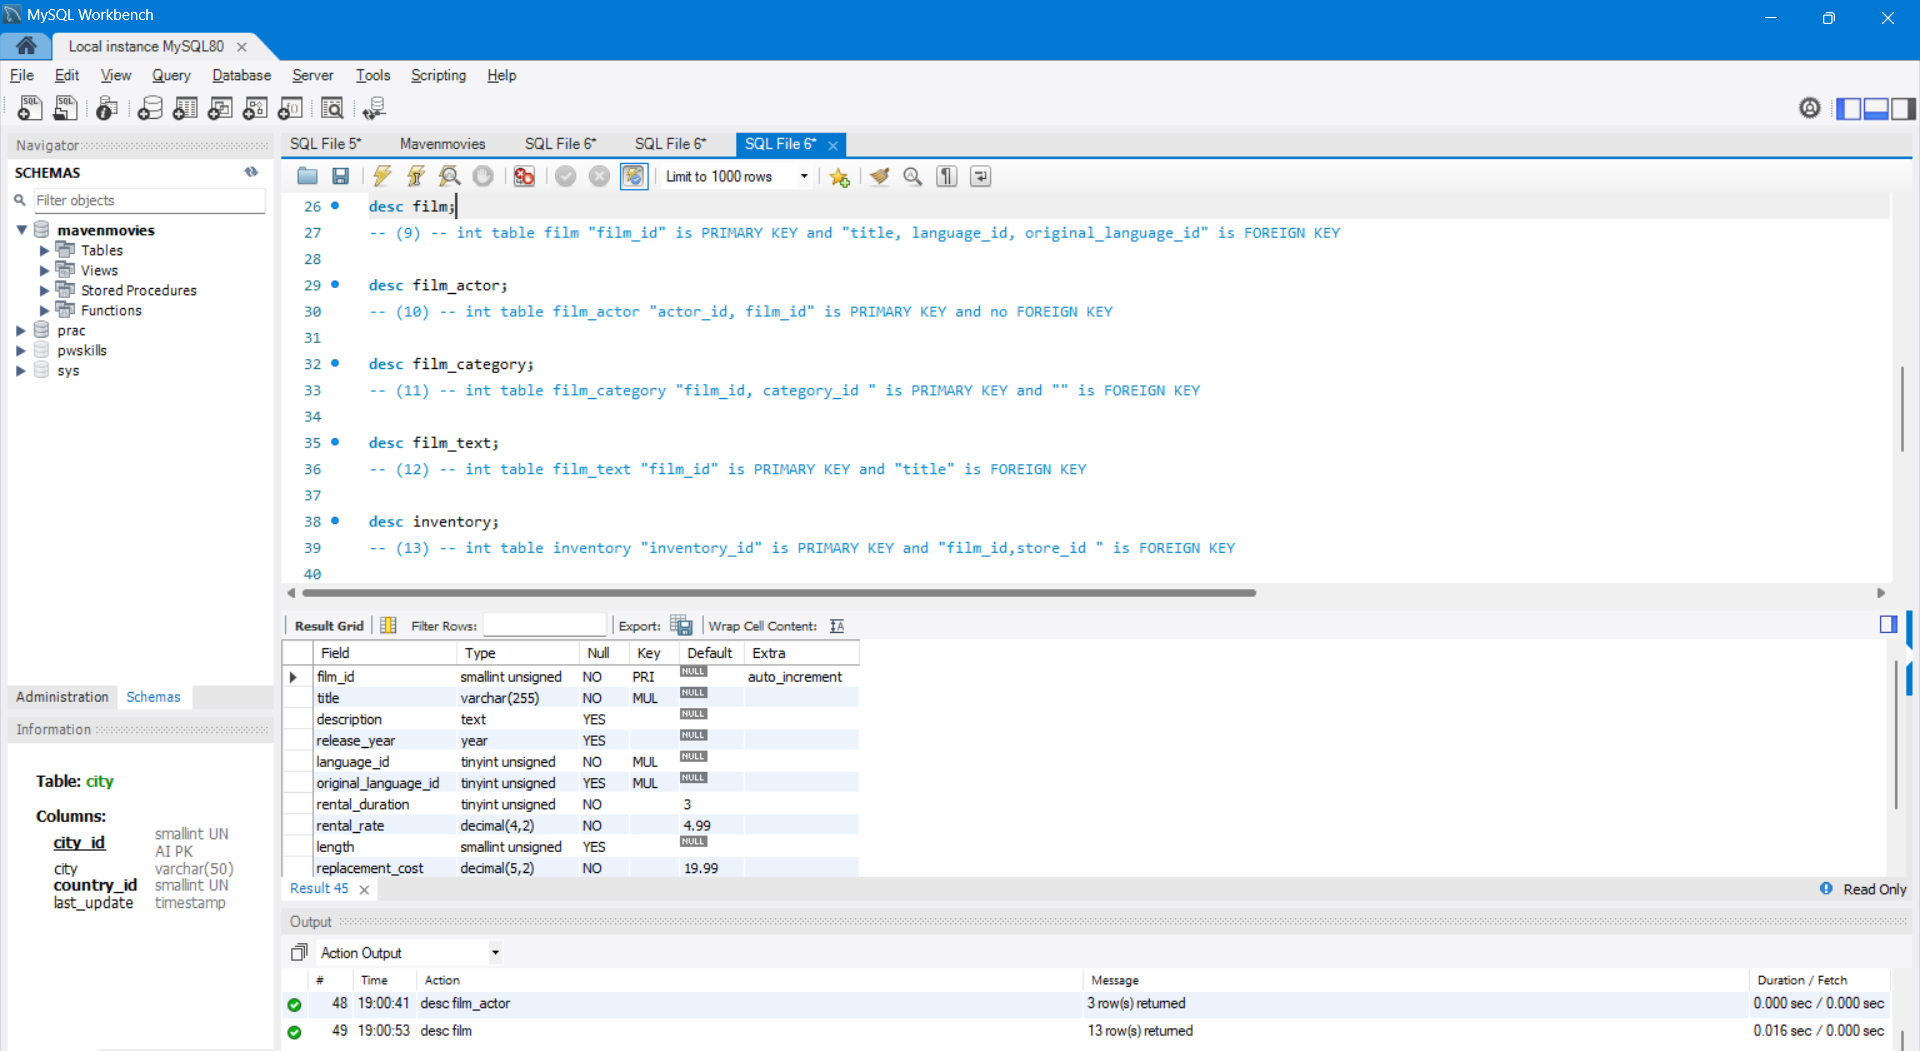 MySQL Workbench
Local instance MySQL80
File Edit View Query Database Server Tools Scripting Help
Navigator
SCHEMAS
Filter objects
mavenmovies
Tables
Views
Stored Procedures
Functions
prac
pwskills
sys
Administration Schemas
Information
Table: city
Columns:
city_id smallint UN AI PK
city varchar(50)
country_id smallint UN
last_update timestamp
SQL File 5* Mavenmovies SQL File 6* SQL File 6* SQL File 6*
Limit to 1000 rows
26 desc film;
27 -- (9) -- int table film "film_id" is PRIMARY KEY and "title, language_id, original_language_id" is FOREIGN KEY
28
29 desc film_actor;
30 -- (10) -- int table film_actor "actor_id, film_id" is PRIMARY KEY and no FOREIGN KEY
31
32 desc film_category;
33 -- (11) -- int table film_category "film_id, category_id " is PRIMARY KEY and "" is FOREIGN KEY
34
35 desc film_text;
36 -- (12) -- int table film_text "film_id" is PRIMARY KEY and "title" is FOREIGN KEY
37
38 desc inventory;
39 -- (13) -- int table inventory "inventory_id" is PRIMARY KEY and "film_id,store_id " is FOREIGN KEY
40
Result Grid Filter Rows: Export: Wrap Cell Content:
Field Type Null Key Default Extra
film_id smallint unsigned NO PRI NULL auto_increment
title varchar(255) NO MUL NULL
description text YES NULL
release_year year YES NULL
language_id tinyint unsigned NO MUL NULL
original_language_id tinyint unsigned YES MUL NULL
rental_duration tinyint unsigned NO 3
rental_rate decimal(4,2) NO 4.99
length smallint unsigned YES NULL
replacement_cost decimal(5,2) NO 19.99
Result 45 Read Only
Output
Action Output
# Time Action Message Duration / Fetch
48 19:00:41 desc film_actor 3 row(s) returned 0.000 sec / 0.000 sec
49 19:00:53 desc film 13 row(s) returned 0.016 sec / 0.000 sec